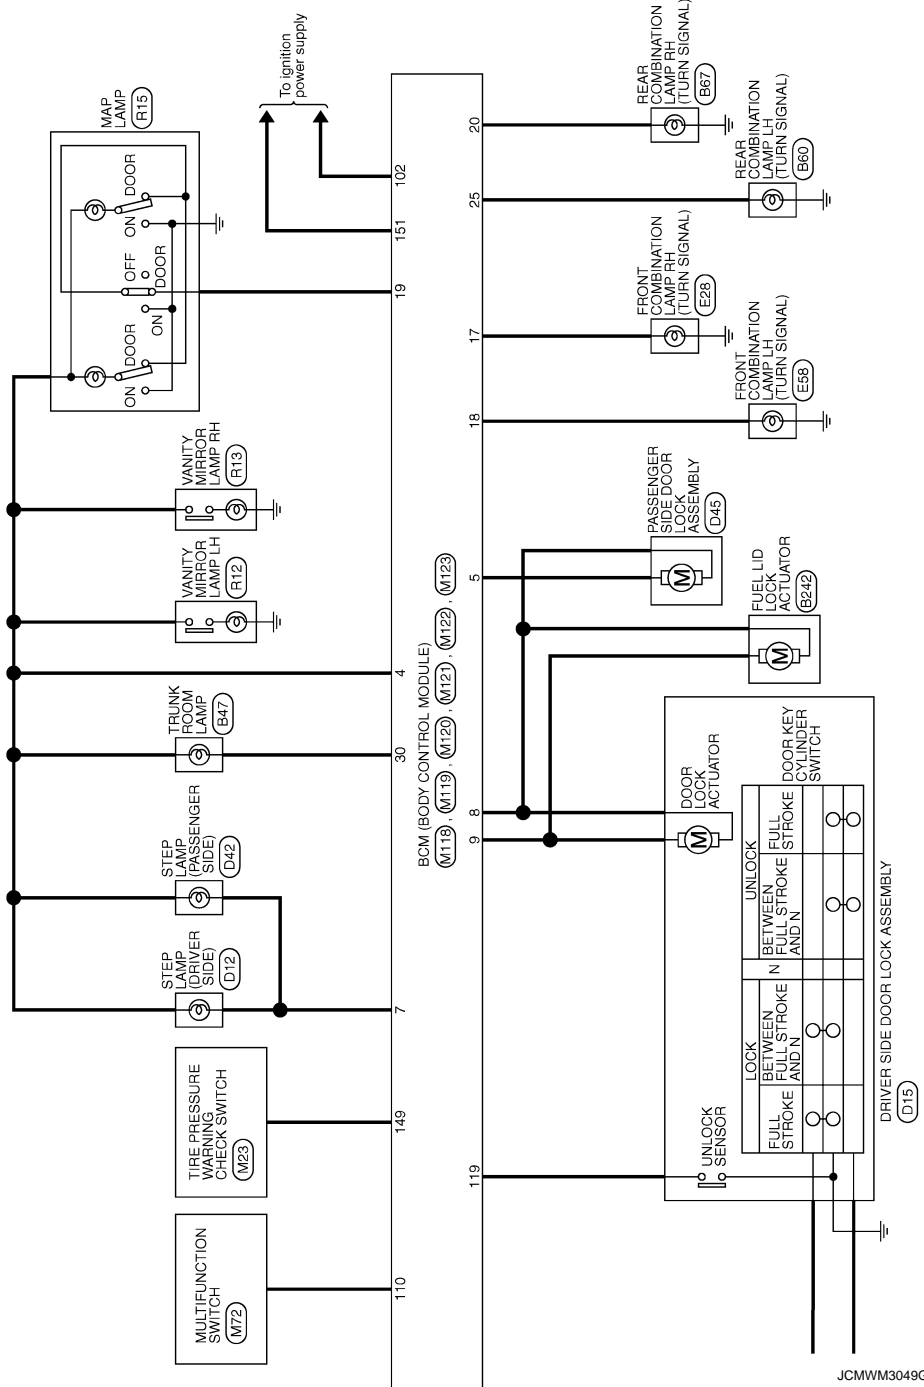 MAP
LAMP
R15
ON
DOOR
ON
OFF
DOOR
ON
DOOR
To ignition
power supply
VANITY
MIRROR
LAMP RH
R13
VANITY
MIRROR
LAMP LH
R12
TRUNK
ROOM
LAMP
B47
STEP
LAMP
(PASSENGER
SIDE)
D42
STEP
LAMP
(DRIVER
SIDE)
D12
TIRE PRESSURE
WARNING
CHECK SWITCH
M23
MULTIFUNCTION
SWITCH
M72
110
149
7
30
4
19
151
102
BCM (BODY CONTROL MODULE)
M118 , M119 , M120 , M121 , M122 , M123
119
9
8
5
18
17
25
20
REAR
COMBINATION
LAMP RH
(TURN SIGNAL)
B67
REAR
COMBINATION
LAMP LH
(TURN SIGNAL)
B60
FRONT
COMBINATION
LAMP RH
(TURN SIGNAL)
E28
FRONT
COMBINATION
LAMP LH
(TURN SIGNAL)
E58
PASSENGER
SIDE DOOR
LOCK
ASSEMBLY
D45
M
FUEL LID
LOCK
ACTUATOR
B242
M
DOOR
LOCK
ACTUATOR
M
DOOR KEY
CYLINDER
SWITCH
UNLOCK
SENSOR
LOCK
N
UNLOCK
FULL
STROKE
BETWEEN
FULL STROKE
AND N
BETWEEN
FULL STROKE
AND N
FULL
STROKE
DRIVER SIDE DOOR LOCK ASSEMBLY
D15